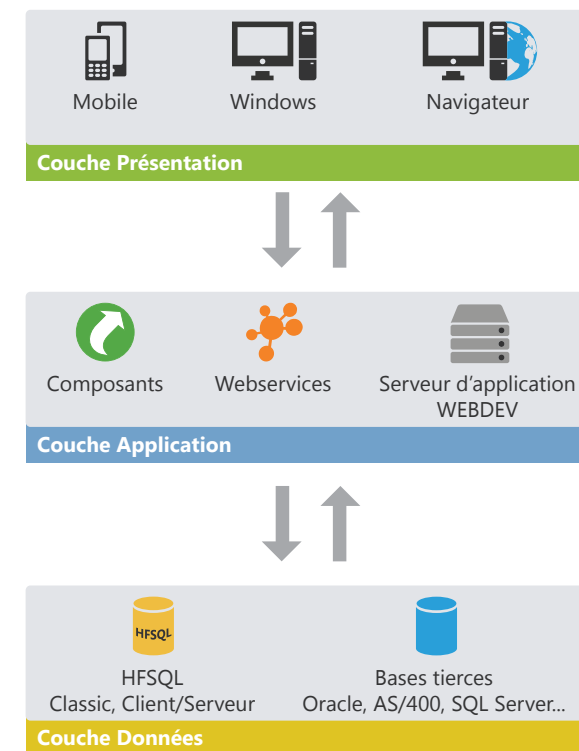 Mobile
Windows
Navigateur
Couche Présentation
Composants
Webservices
Serveur d'application
WEBDEV
Couche Application
HFSQL
HFSQL
Classic, Client/Serveur
Bases tierces
Oracle, AS/400, SQL Server...
Couche Données